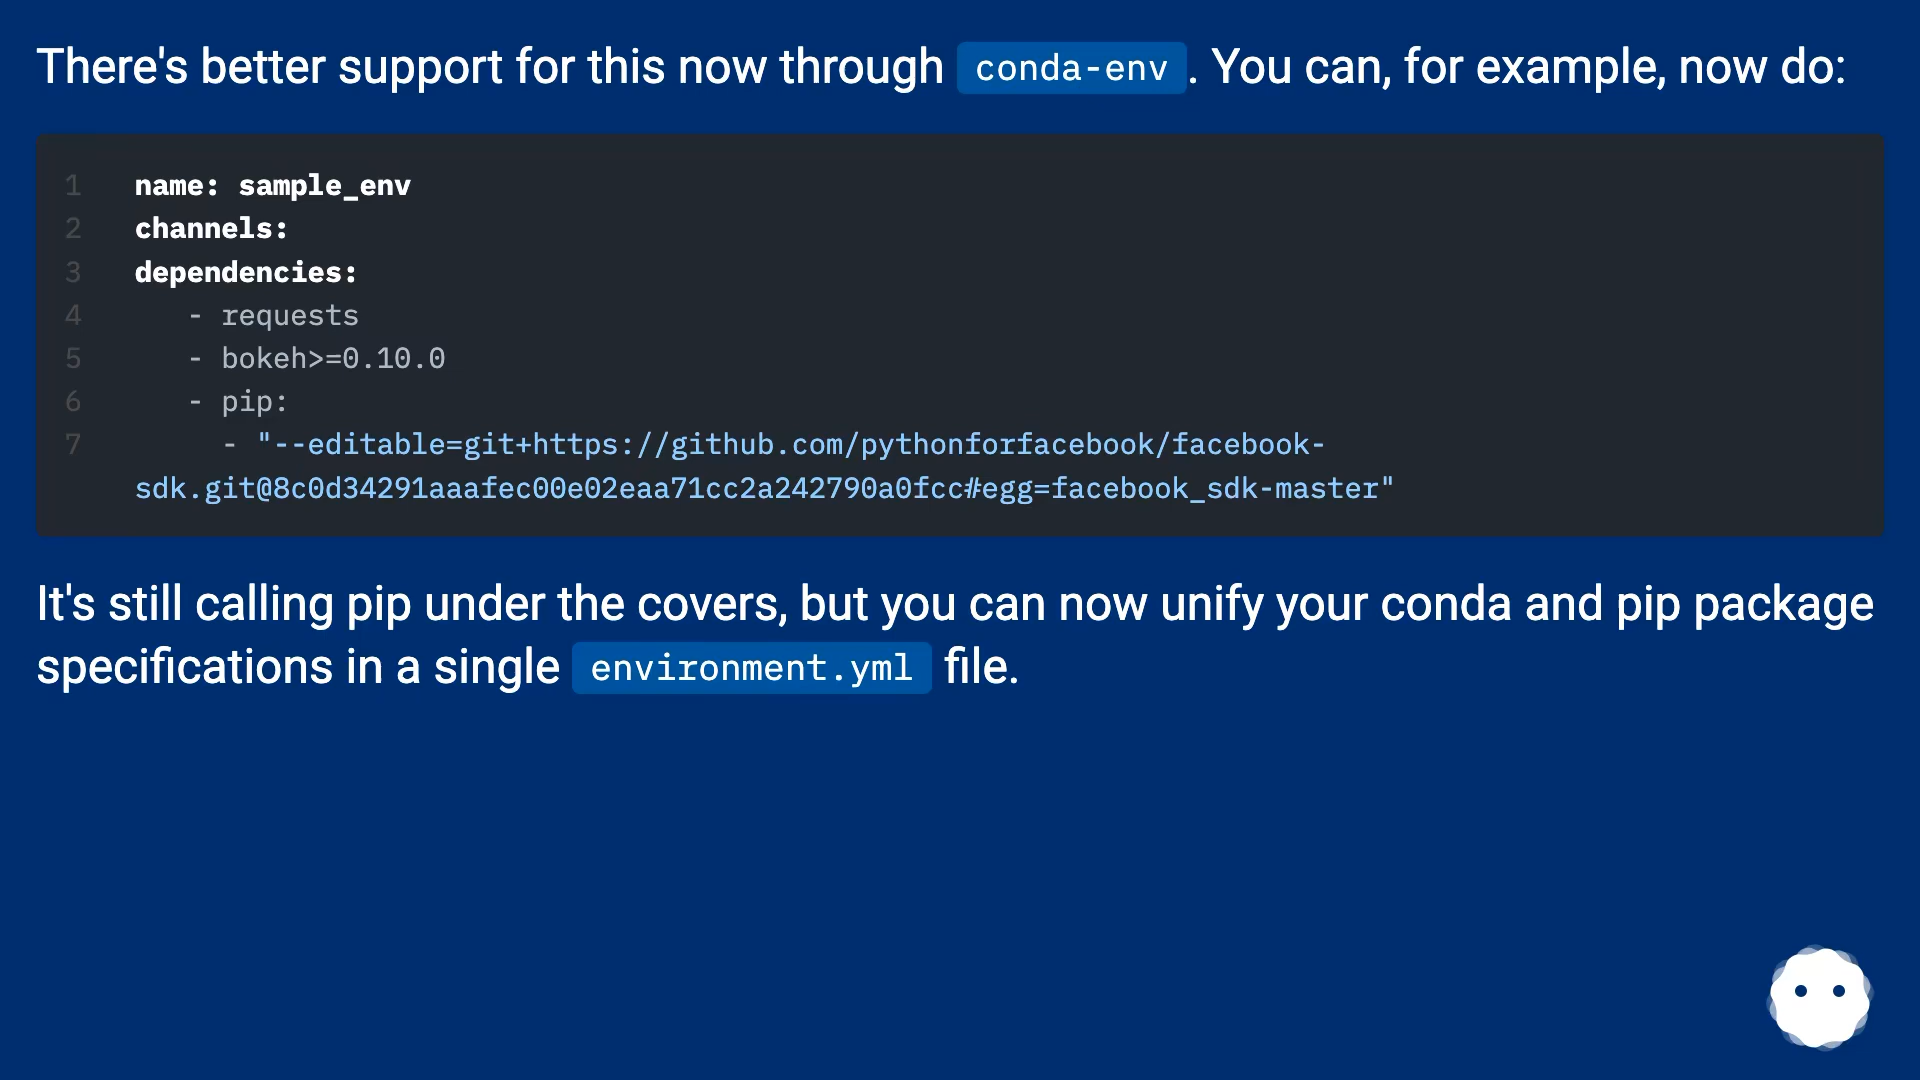 There's better support for this now through conda-env. You can, for example, now do:
1 name: sample_env
2 channels:
3 dependencies:
4 - requests
5 - bokeh>=0.10.0
6 - pip:
7 - "--editable=git+https://github.com/pythonforfacebook/facebook-
sdk.git@8c0d34291aaafec00e02eaa71cc2a242790a0fcc#egg=facebook_sdk-master"
It's still calling pip under the covers, but you can now unify your conda and pip package
specifications in a single environment.yml file.